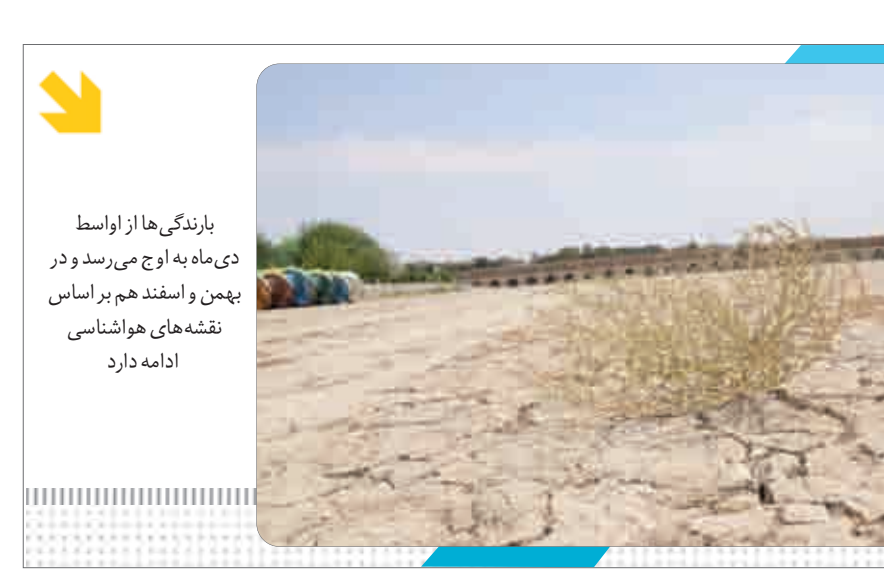 بارندگی‌ها از اواسط
دی‌ماه به اوج می‌رسد و در
بهمن و اسفند هم بر اساس
نقشه‌های هواشناسی
ادامه دارد